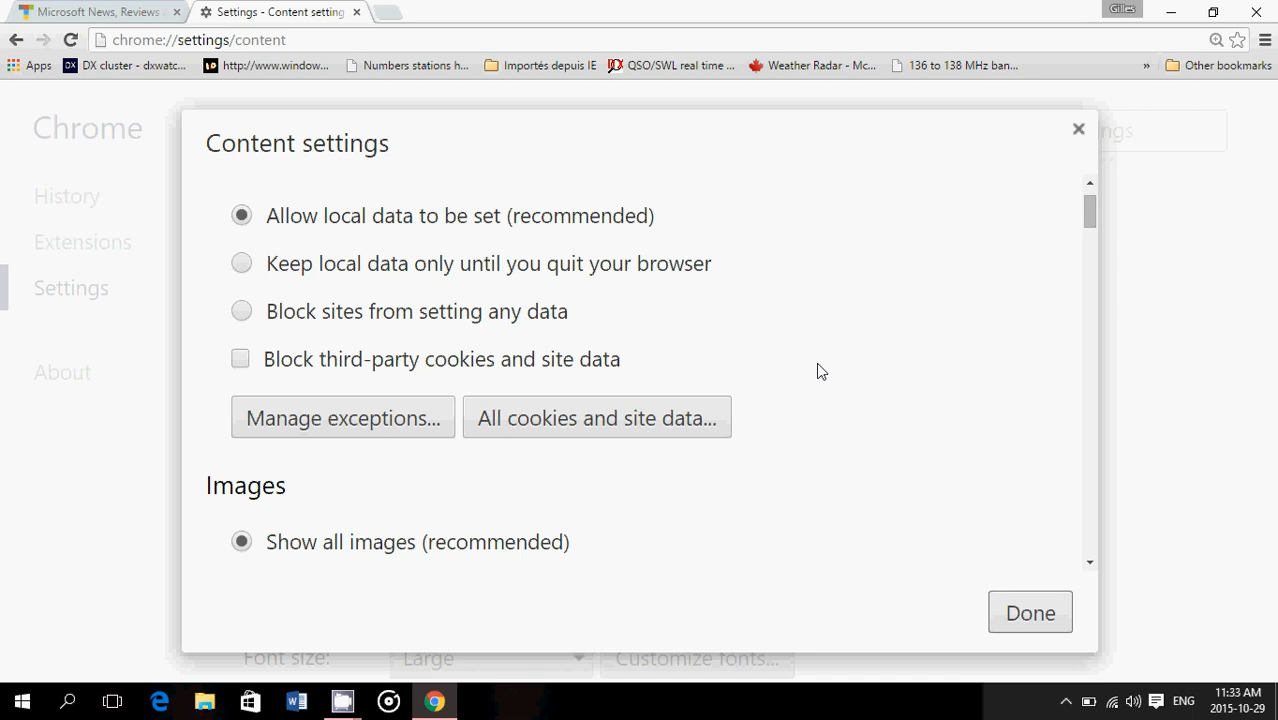 Microsoft News, Reviews
Settings - Content setting
Gilles
chrome://settings/content
Apps
DX cluster - dxwatc...
http://www.window...
Numbers stations h...
Importés depuis IE
QSO/SWL real time ...
Weather Radar - Mc...
136 to 138 MHz ban...
»
Other bookmarks
Chrome
ngs
History
Extensions
Settings
About
Content settings
Allow local data to be set (recommended)
Keep local data only until you quit your browser
Block sites from setting any data
Block third-party cookies and site data
Manage exceptions...
All cookies and site data...
Images
Show all images (recommended)
Done
Font size:
Large
Customize fonts...
ENG
11:33 AM
2015-10-29